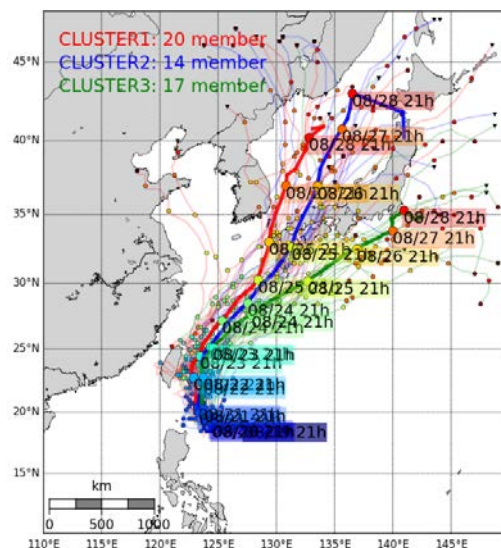 45°N
CLUSTER1: 20 member
CLUSTER2: 14 member
CLUSTER3: 17 member
08/28 21h
40°N
08/27 21h
08/28 21h
35°N
08/28 21h
08/27 21h
08/26 21h
30°N
08/25 21h
08/24 21h
08/24 21h
25°N
08/23 21h
08/23 21h
20°N
15°N
km
0
500
1000
110°E
115°E
120°E
125°E
130°E
135°E
140°E
145°E